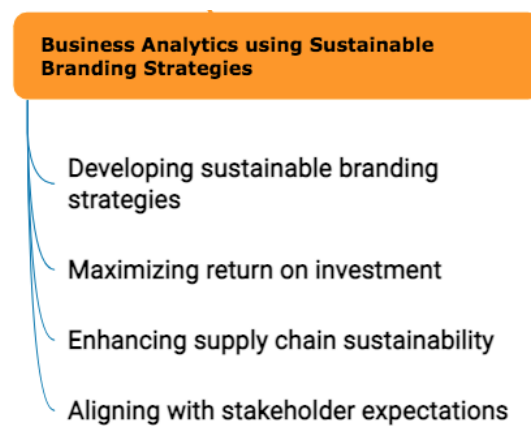 Business Analytics using Sustainable
Branding Strategies
Developing sustainable branding
strategies
Maximizing return on investment
Enhancing supply chain sustainability
Aligning with stakeholder expectations